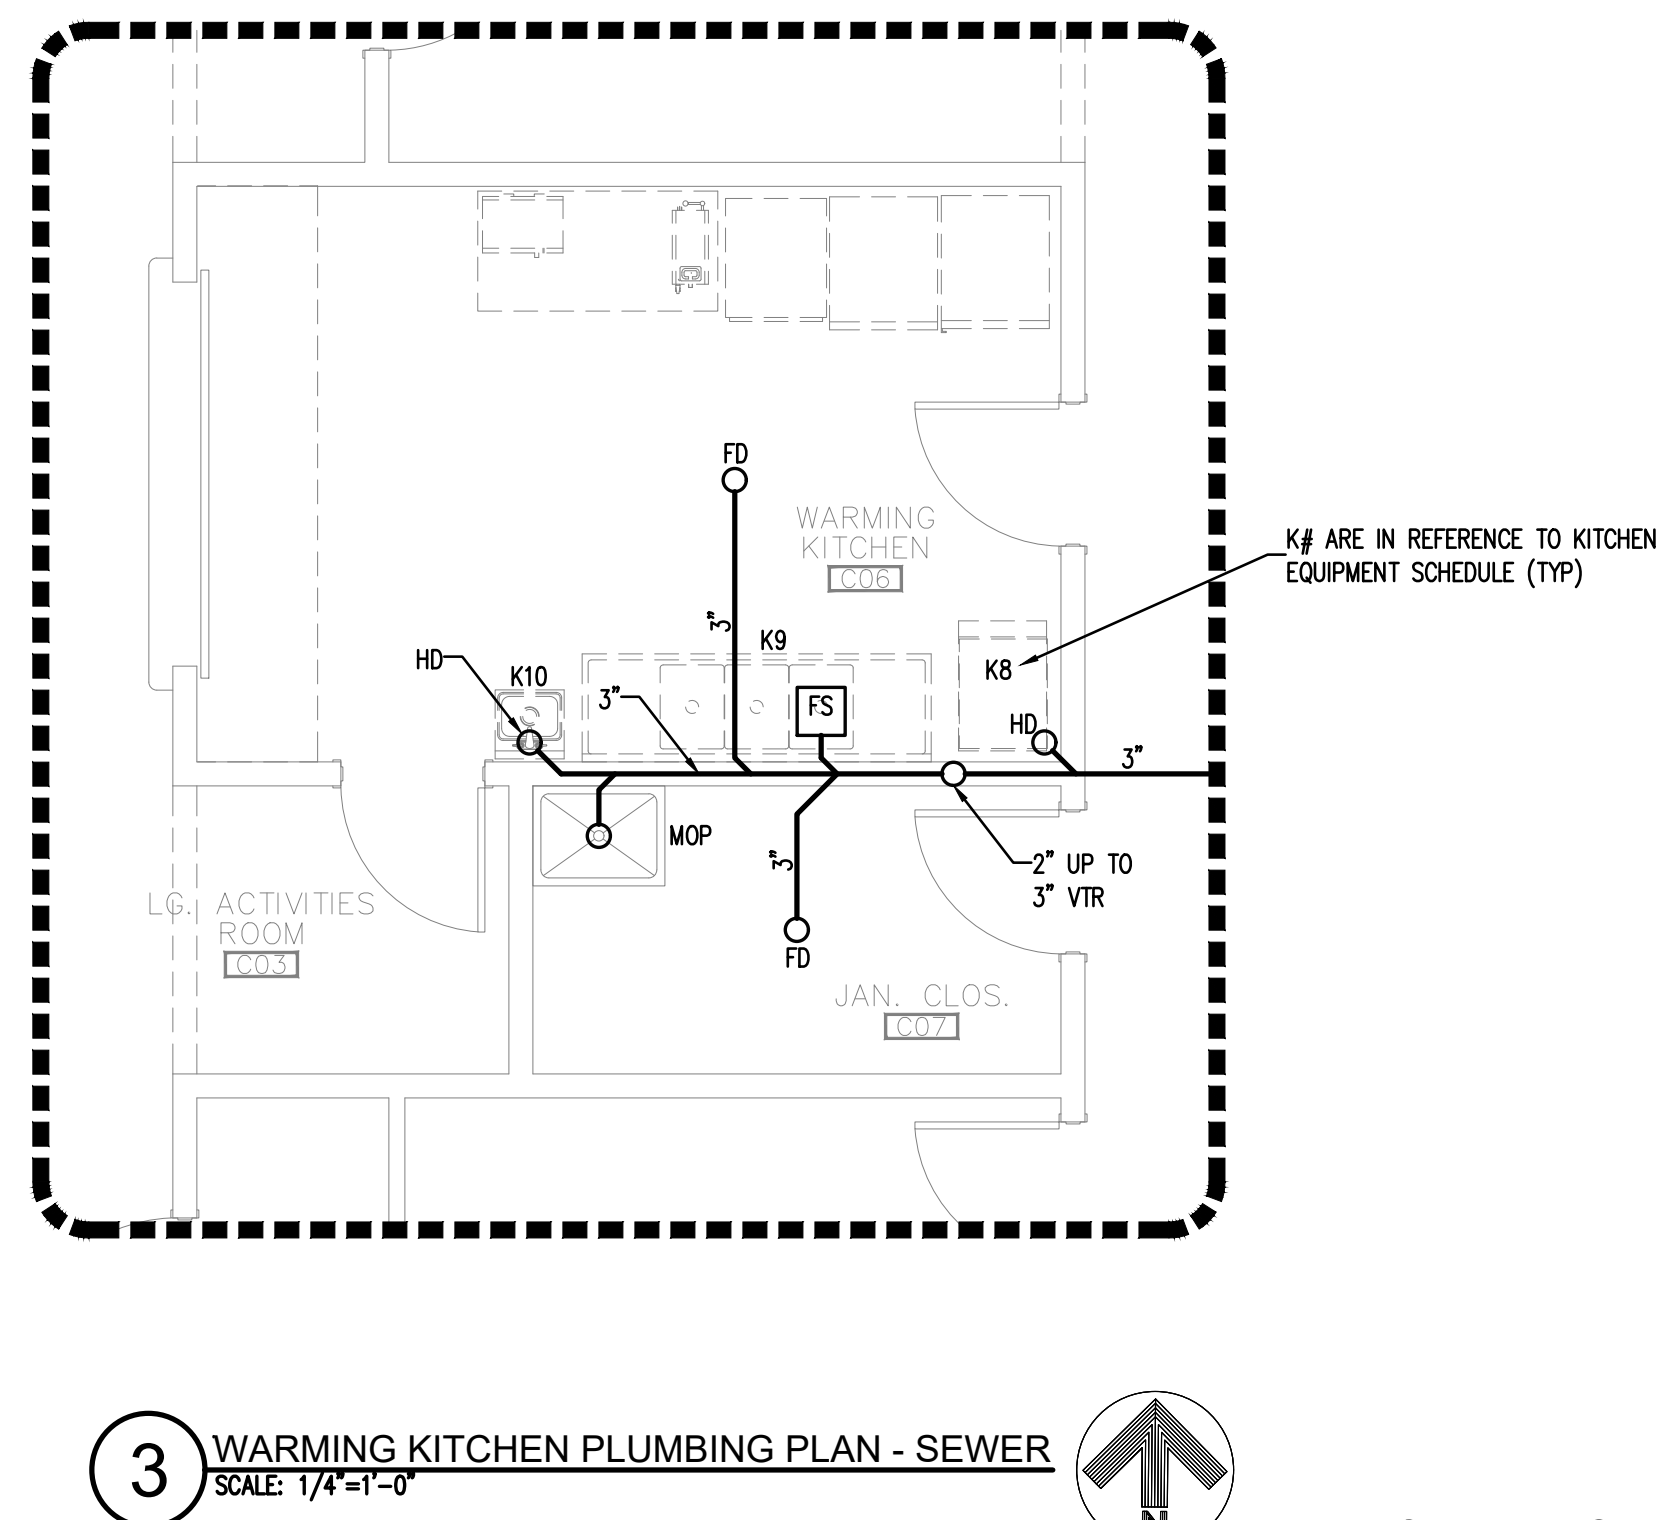 FD
WARMING
KITCHEN
C06
K# ARE IN REFERENCE TO KITCHEN
EQUIPMENT SCHEDULE (TYP)
3"
K9
HD
K10
3"
FS
K8
HD
3"
MOP
3"
2" UP TO
3" VTR
LG. ACTIVITIES
ROOM
C03
FD
JAN. CLOS.
C07
3
WARMING KITCHEN PLUMBING PLAN - SEWER
SCALE: 1/4"=1'-0"
N